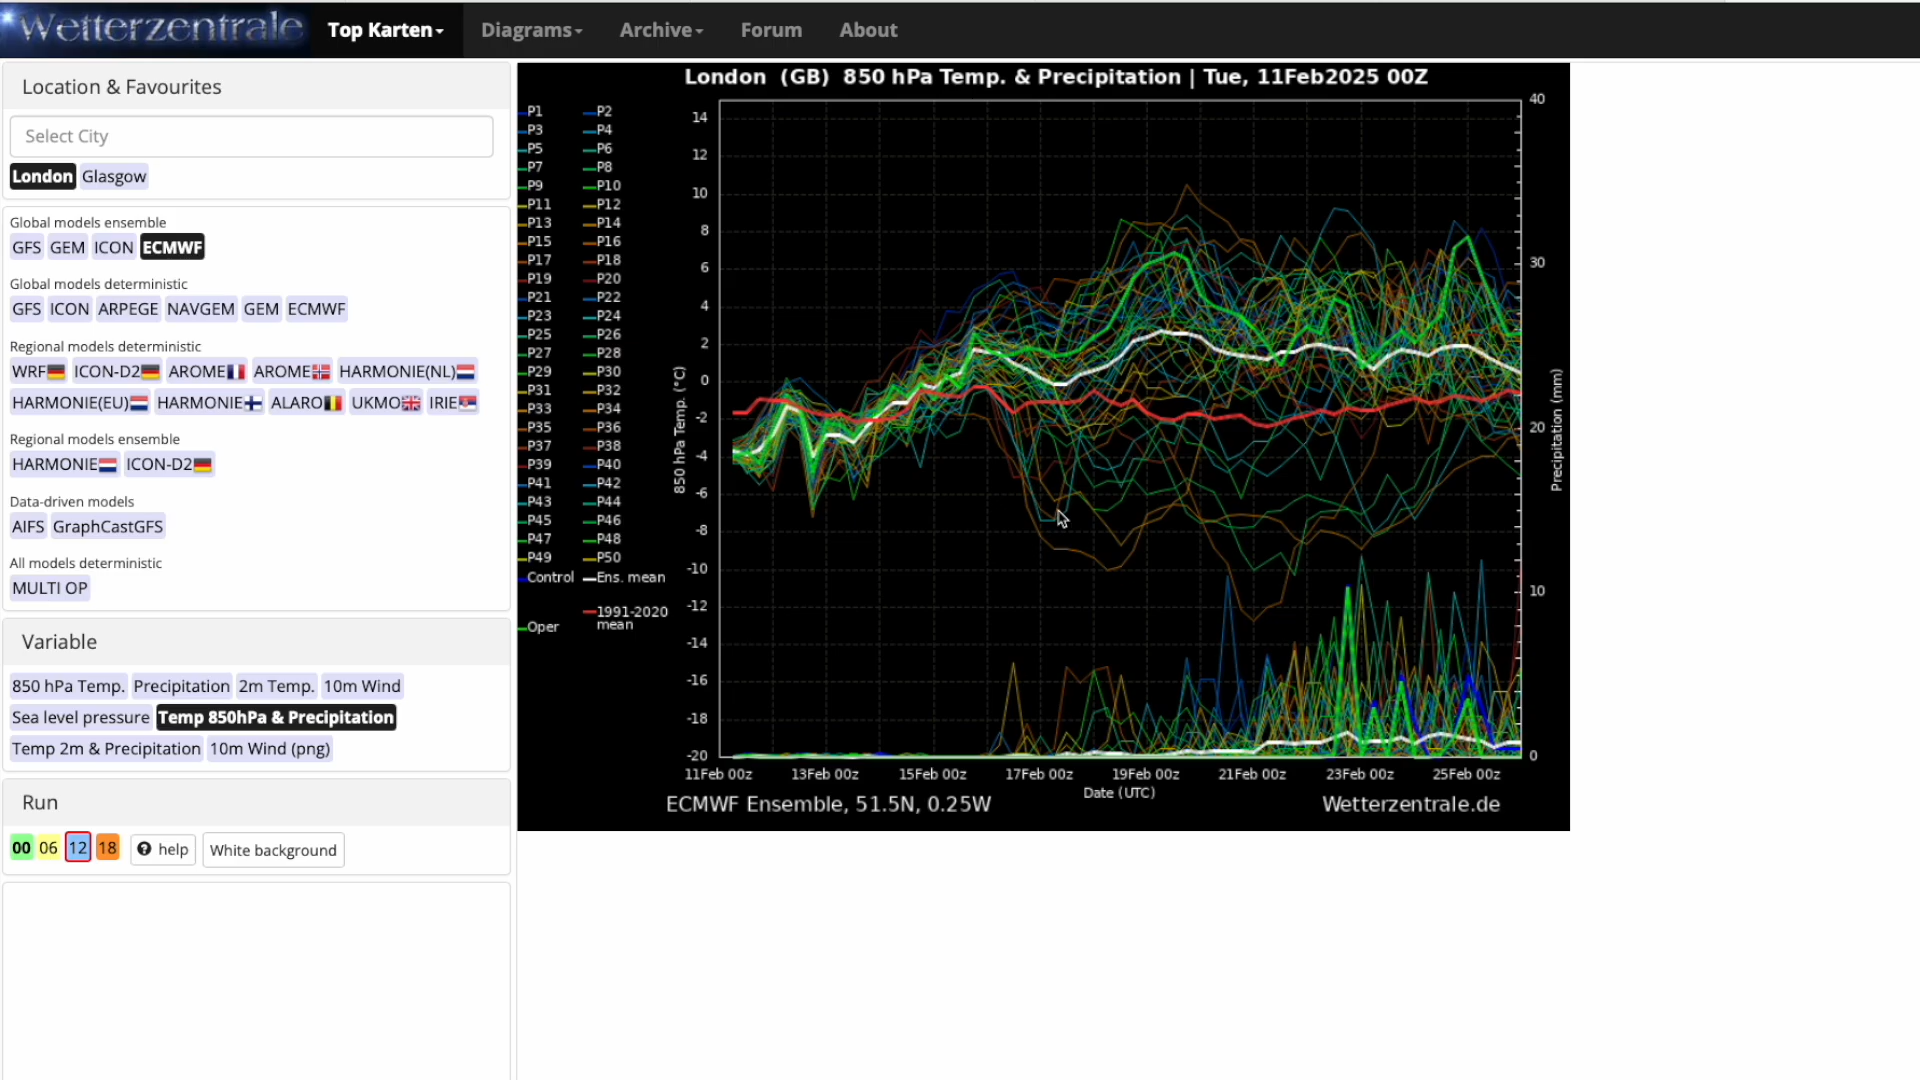 Wetterzentrale Top Karten Diagrams Archive Forum About
Location & Favourites
Select City
London Glasgow
Global models ensemble
GFS GEM ICON ECMWF
Global models deterministic
GFS ICON ARPEGE NAVGEM GEM ECMWF
Regional models deterministic
WRF ICON-D2 AROME AROME HARMONIE(NL)
HARMONIE(EU) HARMONIE ALARO UKMO IRIE
Regional models ensemble
HARMONIE ICON-D2
Data-driven models
AIFS GraphCastGFS
All models deterministic
MULTI OP
Variable
850 hPa Temp. Precipitation 2m Temp. 10m Wind
Sea level pressure Temp 850hPa & Precipitation
Temp 2m & Precipitation 10m Wind (png)
Run
00 06 12 18 help White background
London (GB) 850 hPa Temp. & Precipitation | Tue, 11Feb2025 00Z
P1 P2
P3 P4
P5 P6
P7 P8
P9 P10
P11 P12
P13 P14
P15 P16
P17 P18
P19 P20
P21 P22
P23 P24
P25 P26
P27 P28
P29 P30
P31 P32
P33 P34
P35 P36
P37 P38
P39 P40
P41 P42
P43 P44
P45 P46
P47 P48
P49 P50
Control Ens. mean
1991-2020
mean
Oper
850 hPa Temp. (°C)
14
12
10
8
6
4
2
0
-2
-4
-6
-8
-10
-12
-14
-16
-18
-20
40
30
20
10
0
Precipitation (mm)
11Feb 00z 13Feb 00z 15Feb 00z 17Feb 00z 19Feb 00z 21Feb 00z 23Feb 00z 25Feb 00z
Date (UTC)
ECMWF Ensemble, 51.5N, 0.25W Wetterzentrale.de